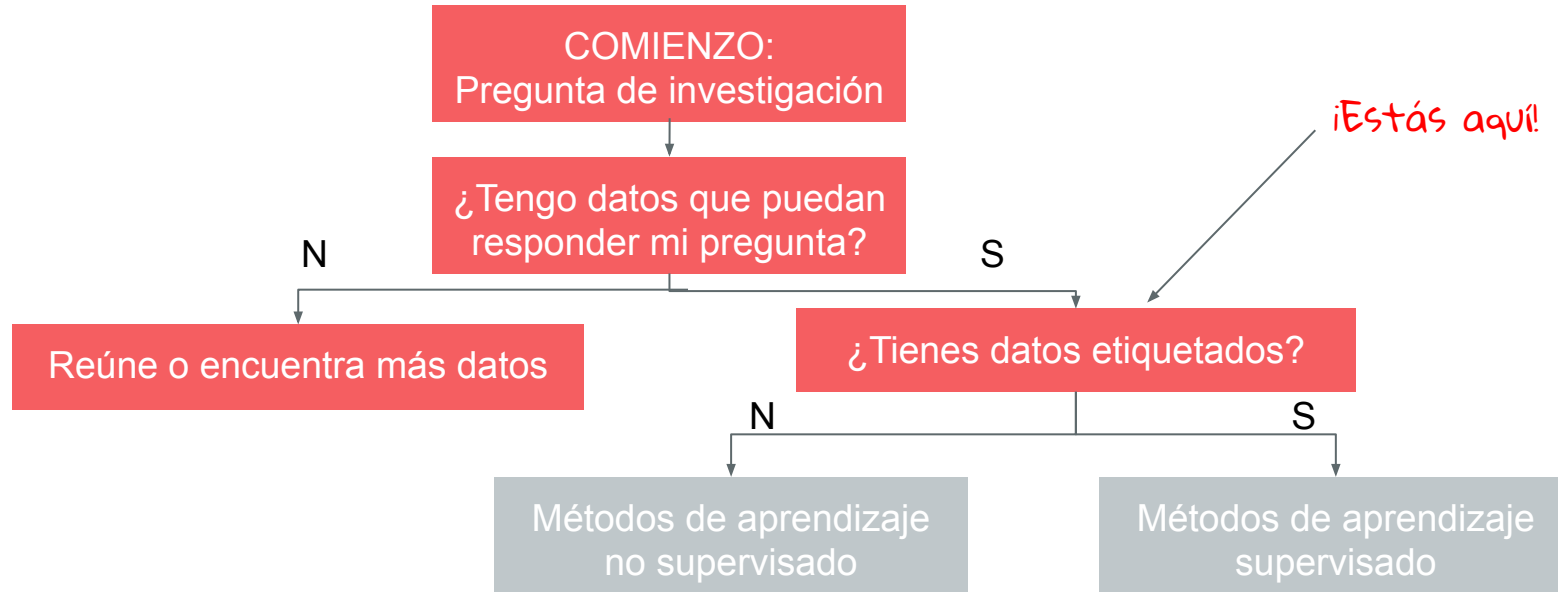 COMIENZO:
Pregunta de investigación
¡Estás aquí!
¿Tengo datos que puedan
responder mi pregunta?
N
S
Reúne o encuentra más datos
¿Tienes datos etiquetados?
N
S
Métodos de aprendizaje
no supervisado
Métodos de aprendizaje
supervisado